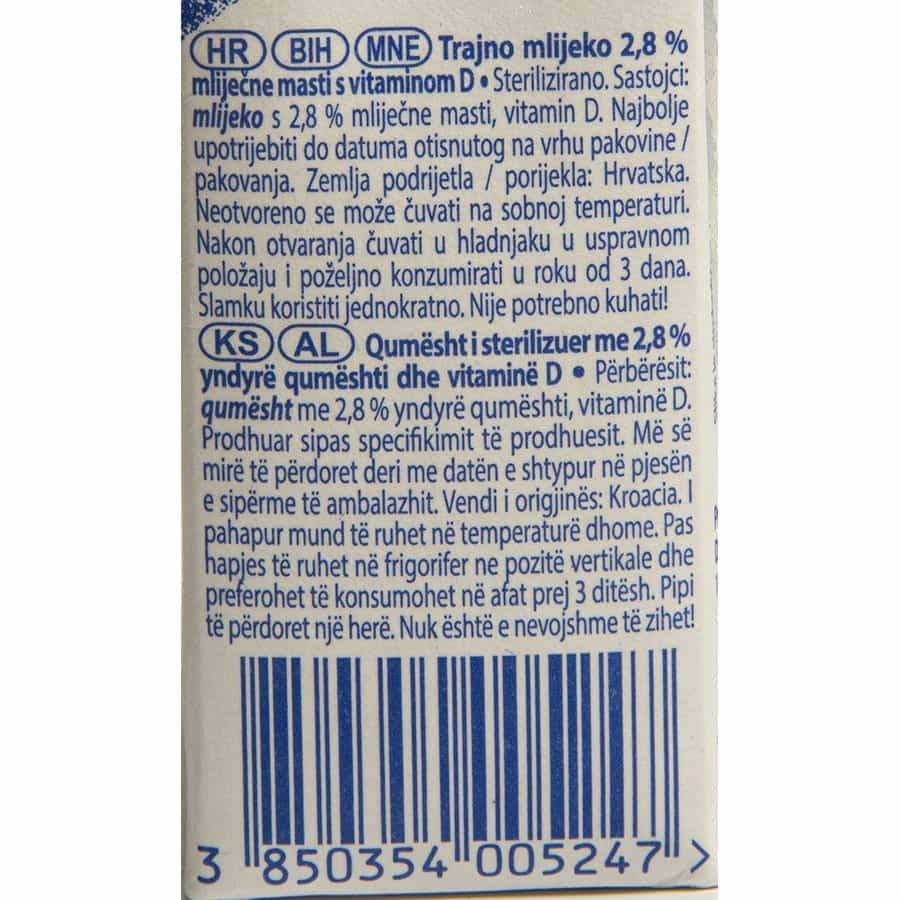 HR BIH MNE Trajno mlijeko 2,8 %
mliječne masti s vitaminom D • Sterilizirano. Sastojci:
mlijeko s 2,8 % mliječne masti, vitamin D. Najbolje
upotrijebiti do datuma otisnutog na vrhu pakovine /
pakovanja. Zemlja podrijetla / porijekla: Hrvatska.
Neotvoreno se može čuvati na sobnoj temperaturi.
Nakon otvaranja čuvati u hladnjaku u uspravnom
položaju i poželjno konzumirati u roku od 3 dana.
Slamku koristiti jednokratno. Nije potrebno kuhati!
KS AL Qumësht i sterilizuer me 2,8 %
yndyrë qumështi dhe vitaminë D • Përbërësit:
qumësht me 2,8 % yndyrë qumështi, vitaminë D.
Prodhuar sipas specifikimit të prodhuesit. Më së
mirë të përdoret deri me datën e shtypur në pjesën
e sipërme të ambalazhit. Vendi i origjinës: Kroacia. I
pahapur mund të ruhet në temperaturë dhome. Pas
hapjes të ruhet në frigorifer ne pozitë vertikale dhe
preferohet të konsumohet në afat prej 3 ditësh. Pipi
të përdoret një herë. Nuk është e nevojshme të zihet!
3 850354 005247 >